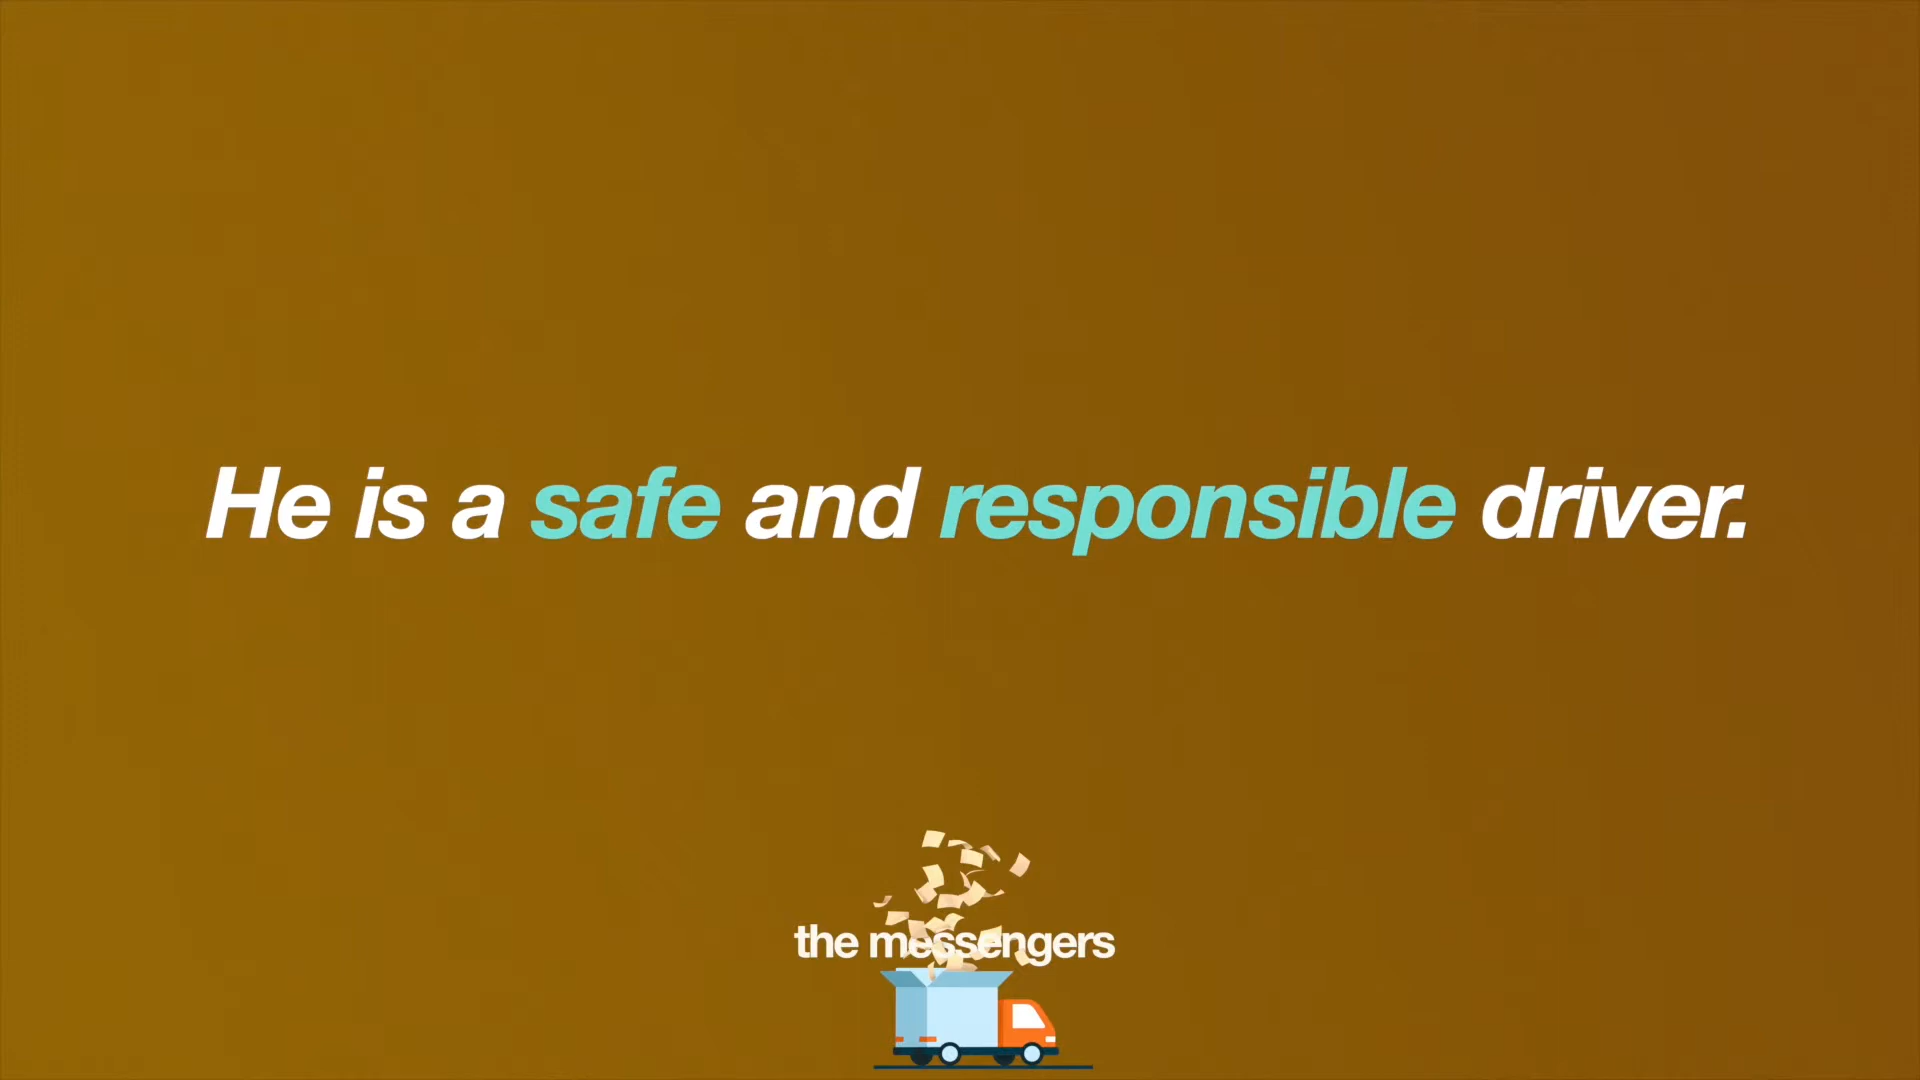 He is a safe and responsible driver.
the messengers